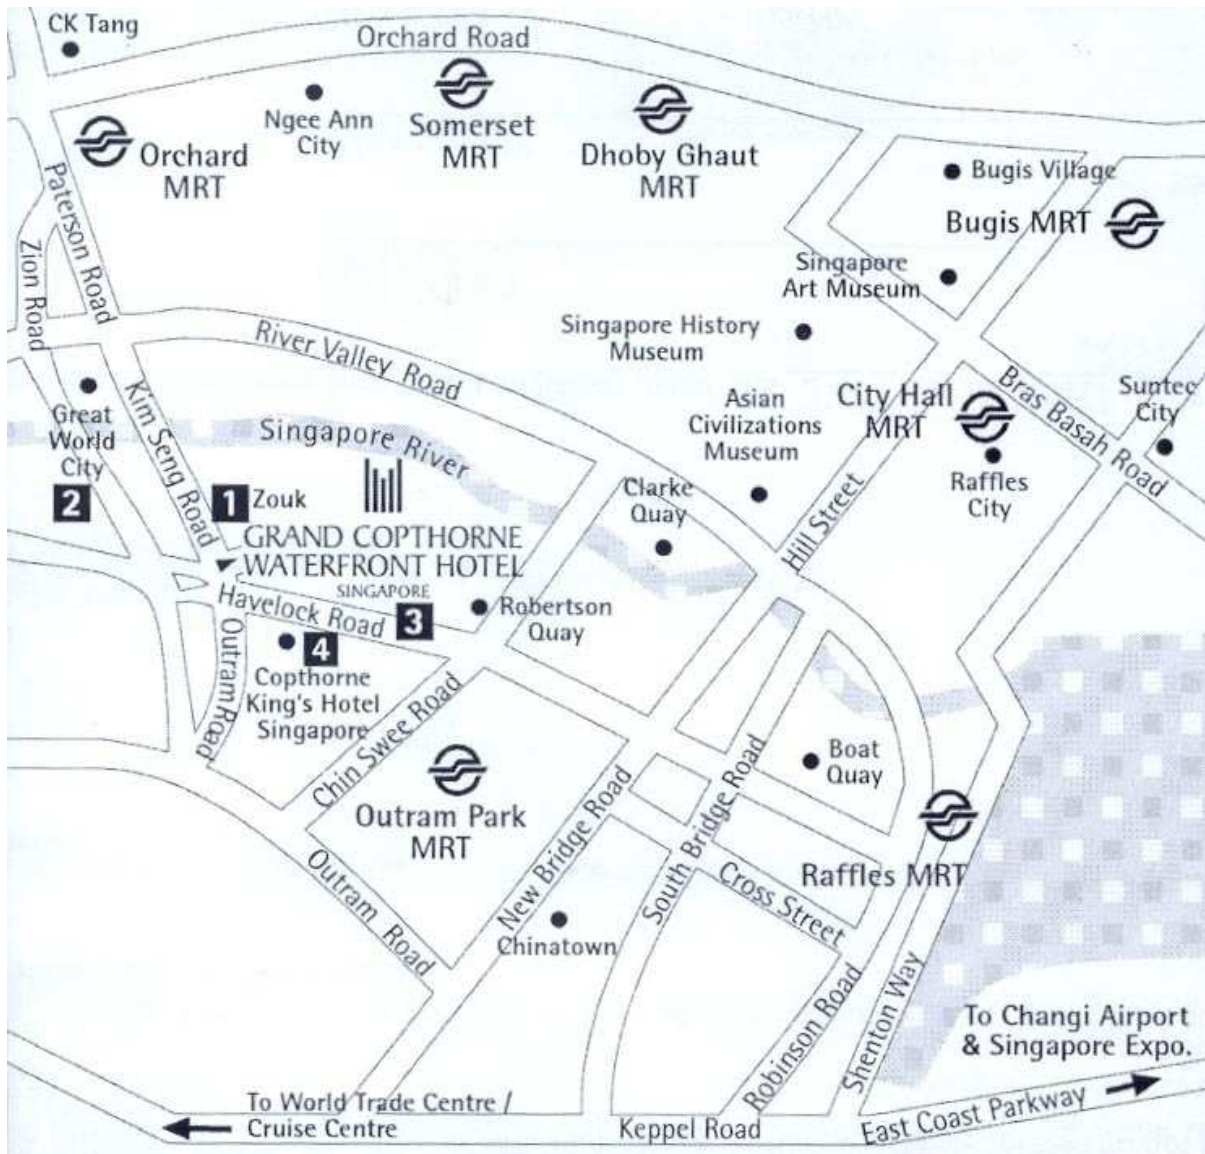 CK Tang
Orchard Road
Ngee Ann
City
Somerset
MRT
Orchard
MRT
Dhoby Ghaut
MRT
Bugis Village
Bugis MRT
Paterson Road
Zion Road
Singapore
Art Museum
Singapore History
Museum
River Valley Road
Kim Seng Road
Great
World
City
2
Singapore River
1
Zouk
GRAND COPTHORNE
WATERFRONT HOTEL
SINGAPORE
Asian
Civilizations
Museum
City Hall
MRT
Bras Basah Road
Suntec
City
Raffles
City
Clarke
Quay
Hill Street
Havelock Road
3
Robertson
Quay
4
Copthorne
King's Hotel
Singapore
Outram Road
Chin Swee Road
Outram Park
MRT
Boat
Quay
New Bridge Road
South Bridge Road
Raffles MRT
Cross Street
Outram Road
Chinatown
Robinson Road
Shenton Way
To Changi Airport
& Singapore Expo.
To World Trade Centre /
Cruise Centre
Keppel Road
East Coast Parkway